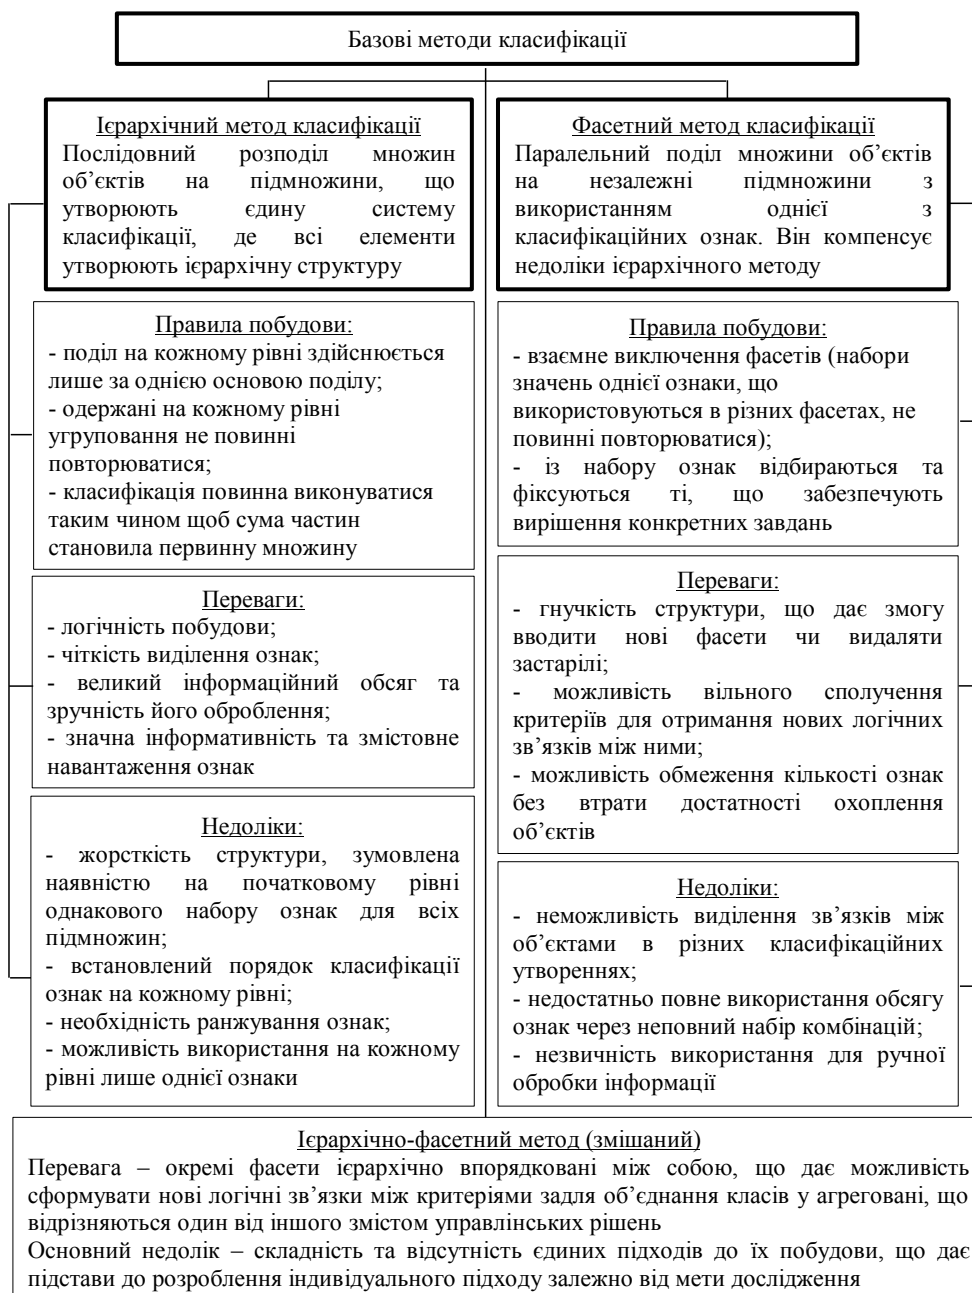 Базові методи класифікації
Ієрархічний метод класифікації
Послідовний розподіл множин
об’єктів на підмножини, що
утворюють єдину систему
класифікації, де всі елементи
утворюють ієрархічну структуру
Правила побудови:
- поділ на кожному рівні здійснюється
лише за однією основою поділу;
- одержані на кожному рівні
угруповання не повинні
повторюватися;
- класифікація повинна виконуватися
таким чином щоб сума частин
становила первинну множину
Переваги:
- логічність побудови;
- чіткість виділення ознак;
- великий інформаційний обсяг та
зручність його оброблення;
- значна інформативність та змістовне
навантаження ознак
Недоліки:
- жорсткість структури, зумовлена
наявністю на початковому рівні
однакового набору ознак для всіх
підмножин;
- встановлений порядок класифікації
ознак на кожному рівні;
- необхідність ранжування ознак;
- можливість використання на кожному
рівні лише однієї ознаки
Фасетний метод класифікації
Паралельний поділ множини об’єктів
на незалежні підмножини з
використанням однієї з
класифікаційних ознак. Він компенсує
недоліки ієрархічного методу
Правила побудови:
- взаємне виключення фасетів (набори
значень однієї ознаки, що
використовуються в різних фасетах, не
повинні повторюватися);
- із набору ознак відбираються та
фіксуються ті, що забезпечують
вирішення конкретних завдань
Переваги:
- гнучкість структури, що дає змогу
вводити нові фасети чи видаляти
застарілі;
- можливість вільного сполучення
критеріїв для отримання нових логічних
зв’язків між ними;
- можливість обмеження кількості ознак
без втрати достатності охоплення
об’єктів
Недоліки:
- неможливість виділення зв’язків між
об’єктами в різних класифікаційних
утвореннях;
- недостатньо повне використання обсягу
ознак через неповний набір комбінацій;
- незвичність використання для ручної
обробки інформації
Ієрархічно-фасетний метод (змішаний)
Перевага – окремі фасети ієрархічно впорядковані між собою, що дає можливість
сформувати нові логічні зв’язки між критеріями задля об’єднання класів у агреговані, що
відрізняються один від іншого змістом управлінських рішень
Основний недолік – складність та відсутність єдиних підходів до їх побудови, що дає
підстави до розроблення індивідуального підходу залежно від мети дослідження